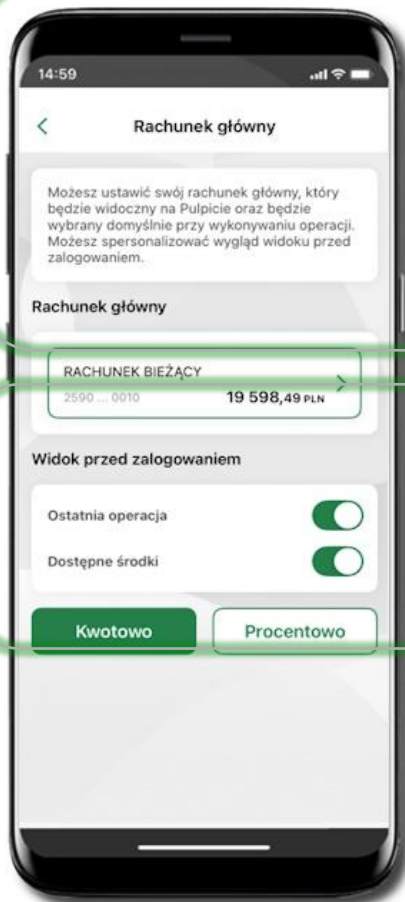 14:59
Rachunek główny
Możesz ustawić swój rachunek główny, który
będzie widoczny na Pulpicie oraz będzie
wybrany domyślnie przy wykonywaniu operacji.
Możesz spersonalizować wygląd widoku przed
zalogowaniem.
Rachunek główny
RACHUNEK BIEŻĄCY
2590 ... 0010 19 598,49 PLN
Widok przed zalogowaniem
Ostatnia operacja
Dostępne środki
Kwotowo Procentowo